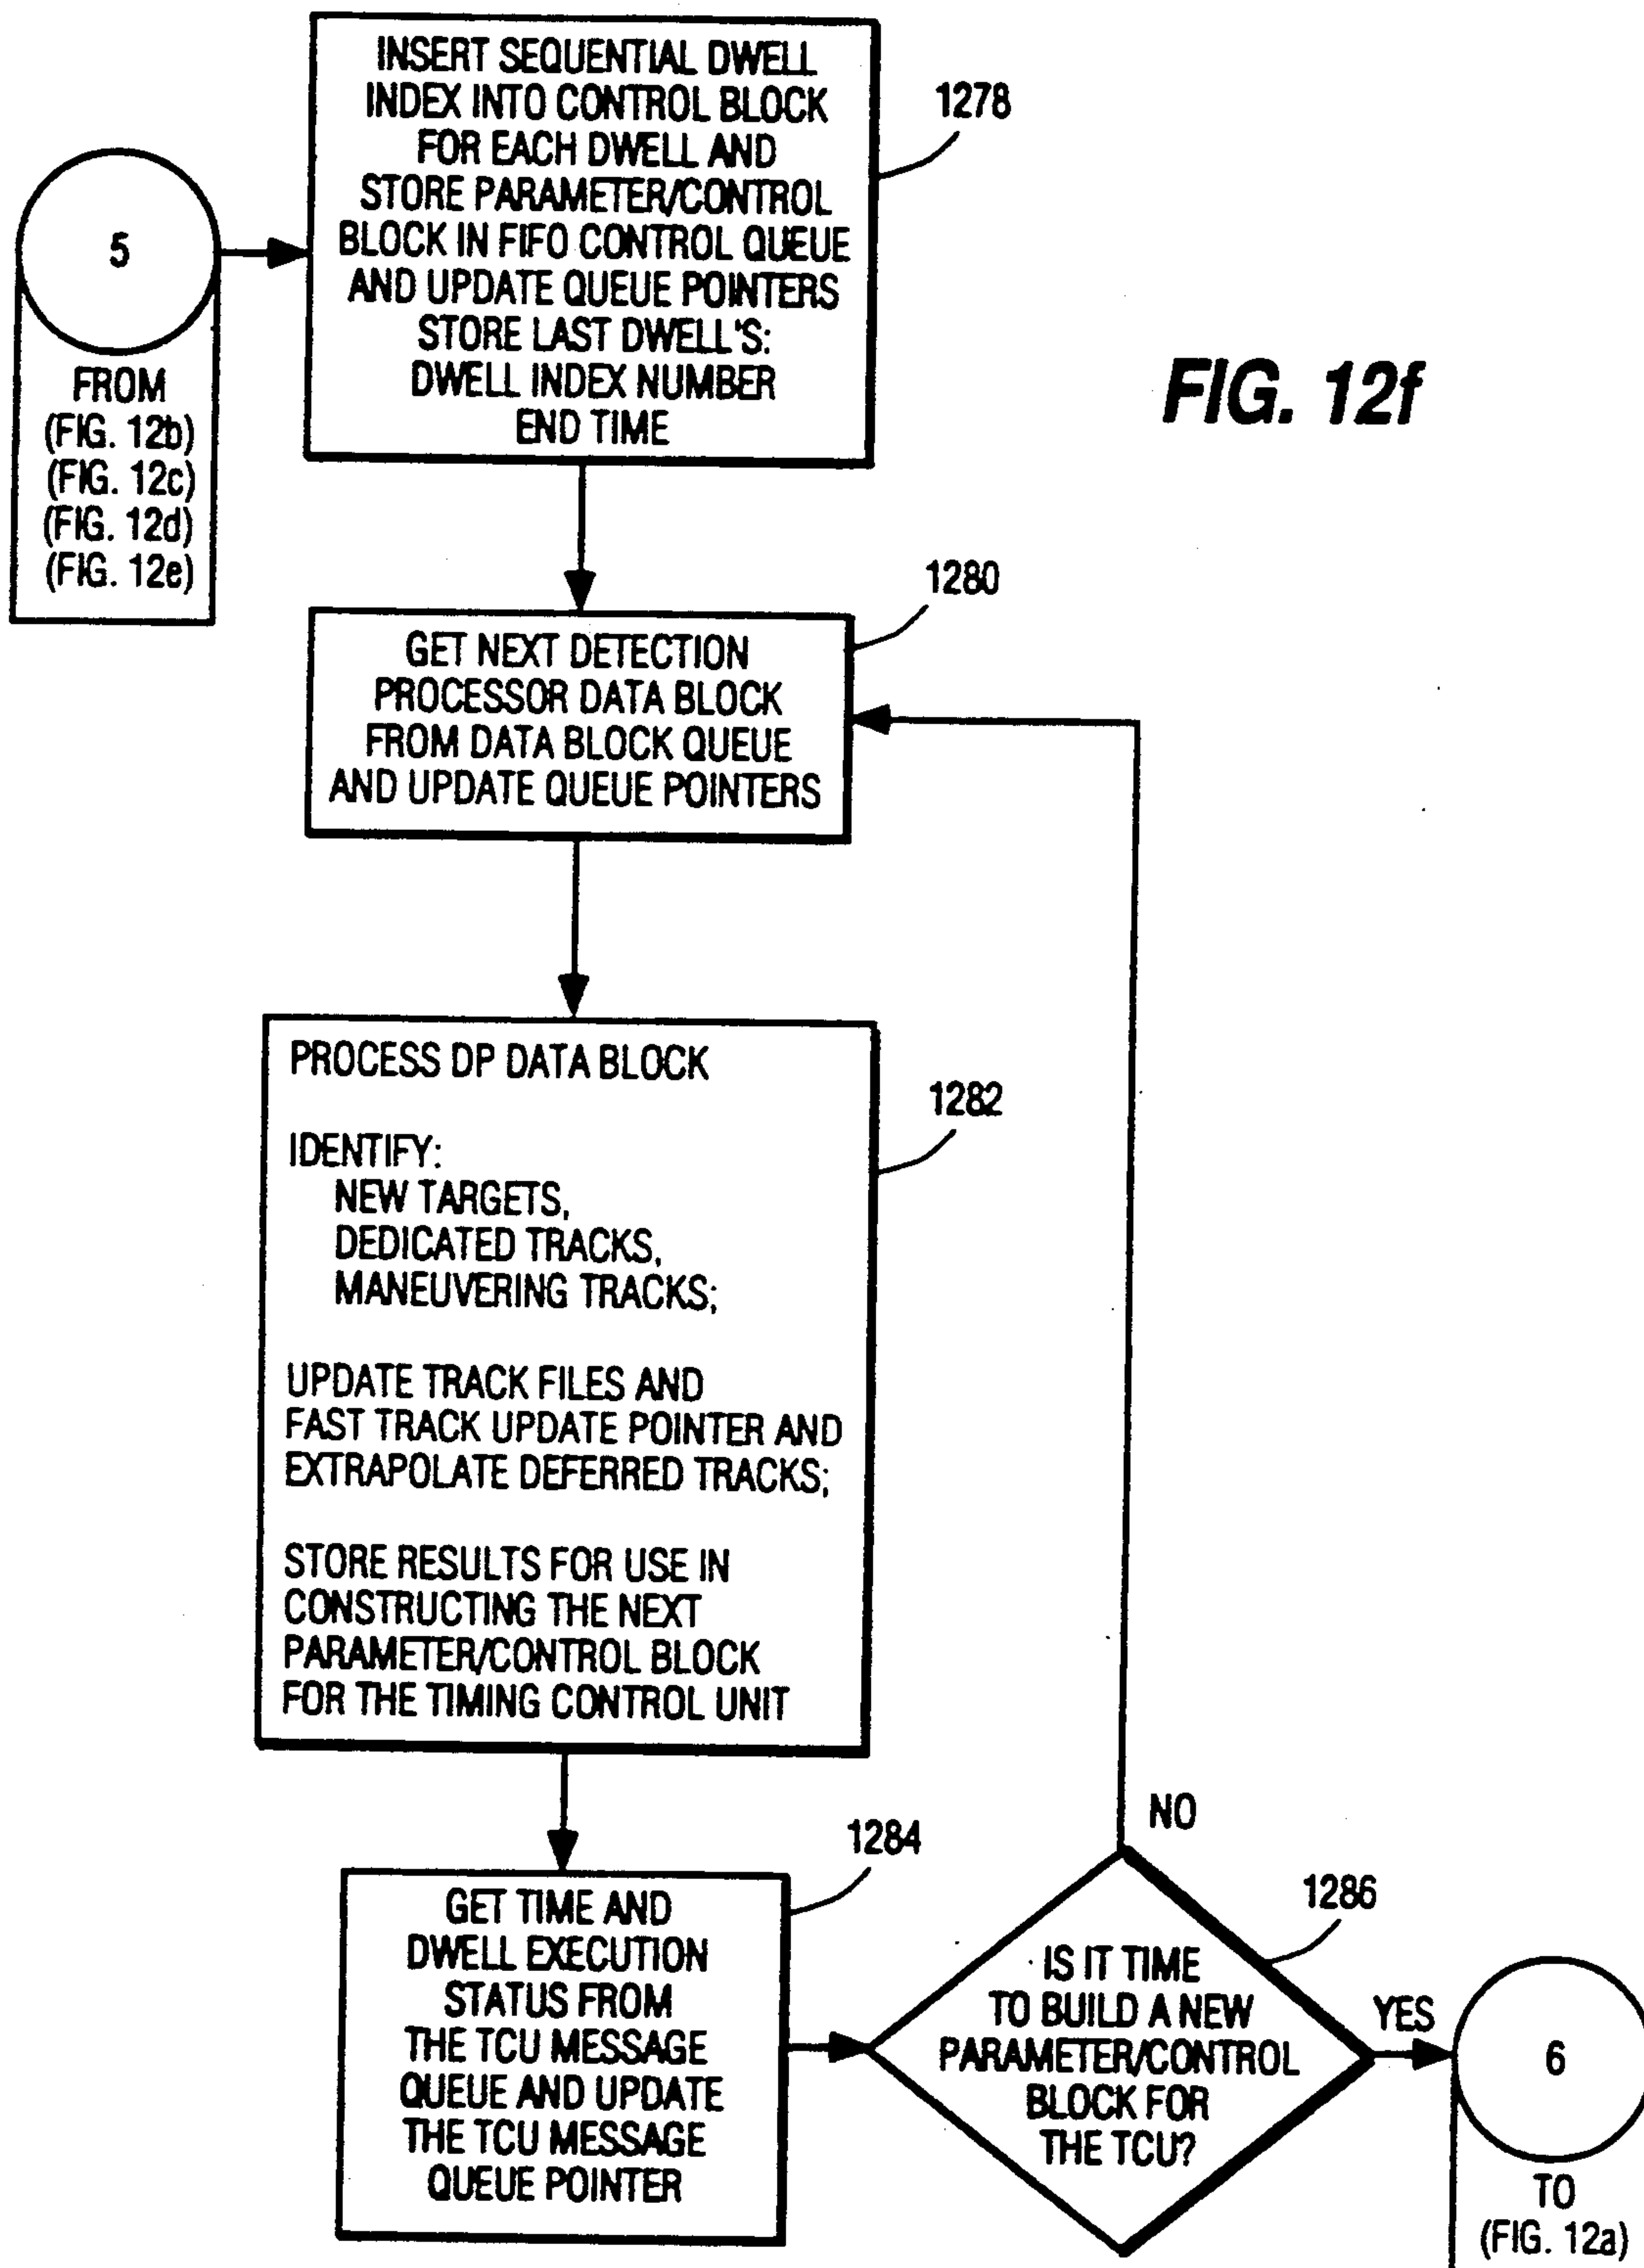 INSERT SEQUENTIAL DWELL
INDEX INTO CONTROL BLOCK
FOR EACH DWELL AND
STORE PARAMETER/CONTROL
BLOCK IN FIFO CONTROL QUEUE
AND UPDATE QUEUE POINTERS
STORE LAST DWELL'S:
DWELL INDEX NUMBER
END TIME
1278
5
FROM
(FIG. 12b)
(FIG. 12c)
(FIG. 12d)
(FIG. 12e)
FIG. 12f
1280
GET NEXT DETECTION
PROCESSOR DATA BLOCK
FROM DATA BLOCK QUEUE
AND UPDATE QUEUE POINTERS
PROCESS DP DATA BLOCK
1282
IDENTIFY:
NEW TARGETS,
DEDICATED TRACKS,
MANEUVERING TRACKS;
UPDATE TRACK FILES AND
FAST TRACK UPDATE POINTER AND
EXTRAPOLATE DEFERRED TRACKS;
STORE RESULTS FOR USE IN
CONSTRUCTING THE NEXT
PARAMETER/CONTROL BLOCK
FOR THE TIMING CONTROL UNIT
1284
GET TIME AND
DWELL EXECUTION
STATUS FROM
THE TCU MESSAGE
QUEUE AND UPDATE
THE TCU MESSAGE
QUEUE POINTER
NO
1286
IS IT TIME
TO BUILD A NEW
PARAMETER/CONTROL
BLOCK FOR
THE TCU?
YES
6
TO
(FIG. 12a)